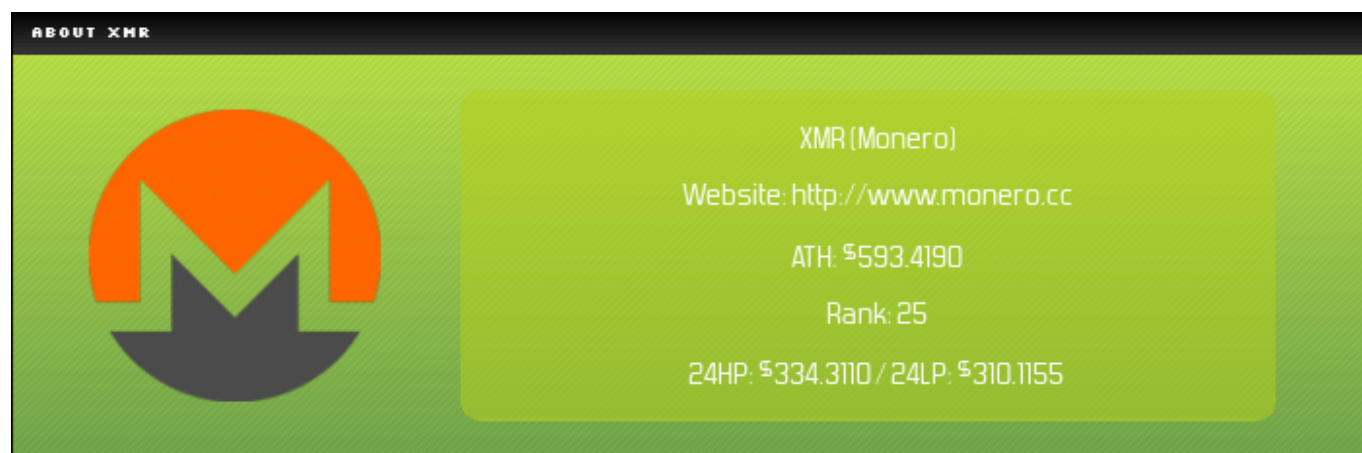 ABOUT XMR
XMR (Monero)
Website: http://www.monero.cc
ATH: $593.4190
Rank: 25
24HP: $334.3110 / 24LP: $310.1155